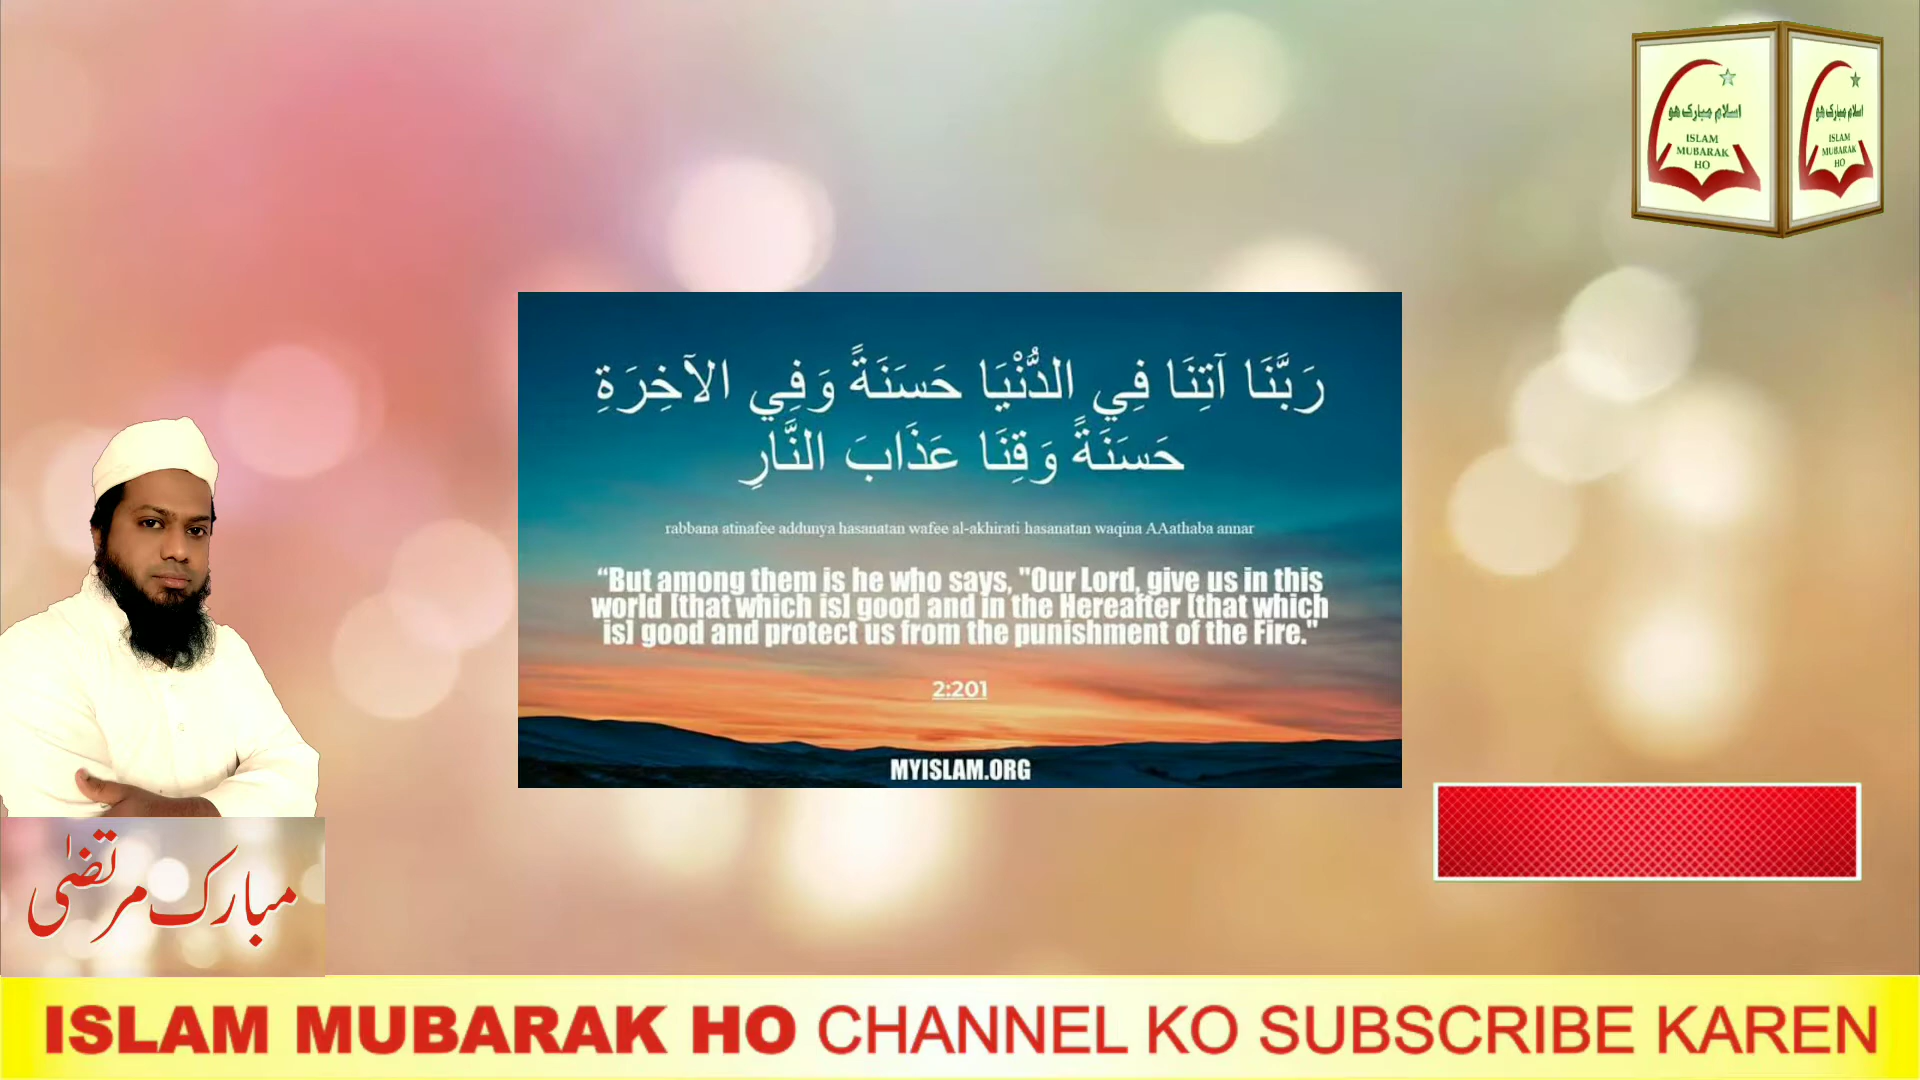 اسلام مبارک ھو
ISLAM
MUBARAK
HO
اسلام مبارک ھو
ISLAM
MUBARAK
HO
رَبَّنَا آتِنَا فِي الدُّنْيَا حَسَنَةً وَفِي الآخِرَةِ
حَسَنَةً وَقِنَا عَذَابَ النَّارِ
rabbana atinafee addunya hasanatan wafee al-akhirati hasanatan waqina AAathaba annar
“But among them is he who says, "Our Lord, give us in this
world [that which is] good and in the Hereafter [that which
is] good and protect us from the punishment of the Fire."
2:201
MYISLAM.ORG
مبارک مرتضیٰ
ISLAM MUBARAK HO CHANNEL KO SUBSCRIBE KAREN